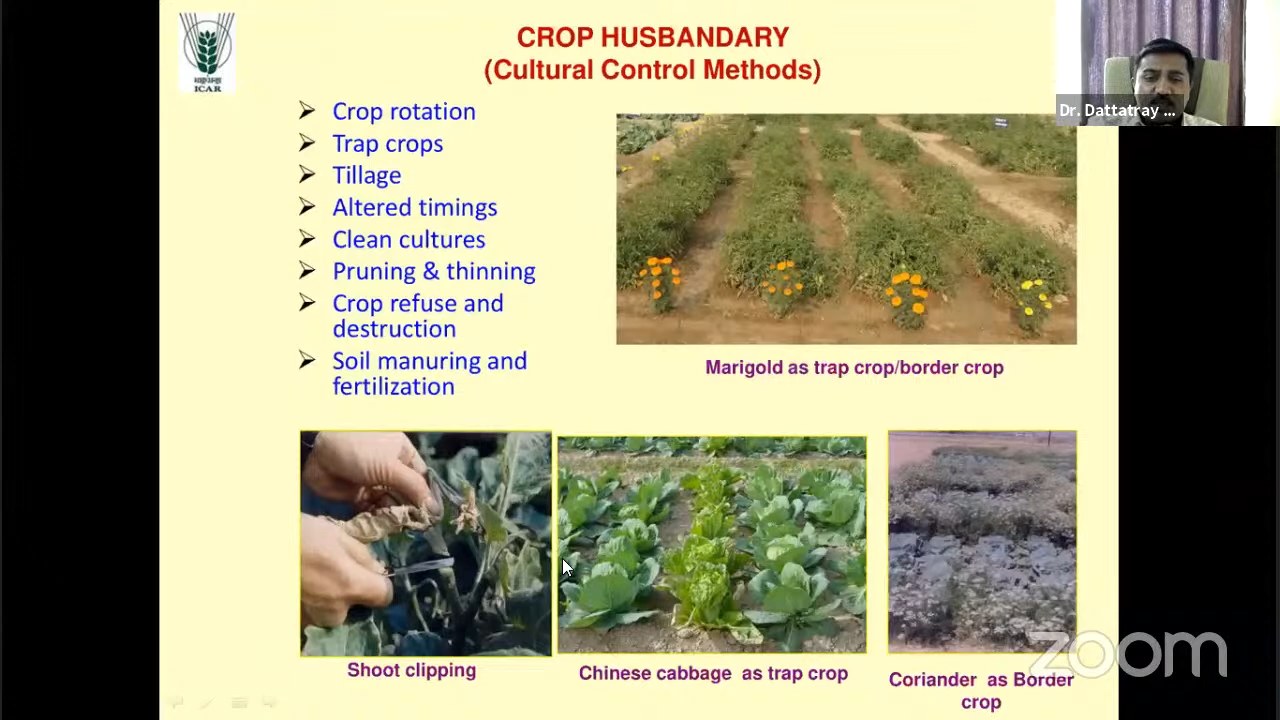 CROP HUSBANDARY
(Cultural Control Methods)
ICAR
Dr. Dattatray ...
Crop rotation
Trap crops
Tillage
Altered timings
Clean cultures
Pruning & thinning
Crop refuse and
destruction
Soil manuring and
fertilization
Marigold as trap crop/border crop
Shoot clipping
Chinese cabbage as trap crop
Coriander as Border
crop
zoom